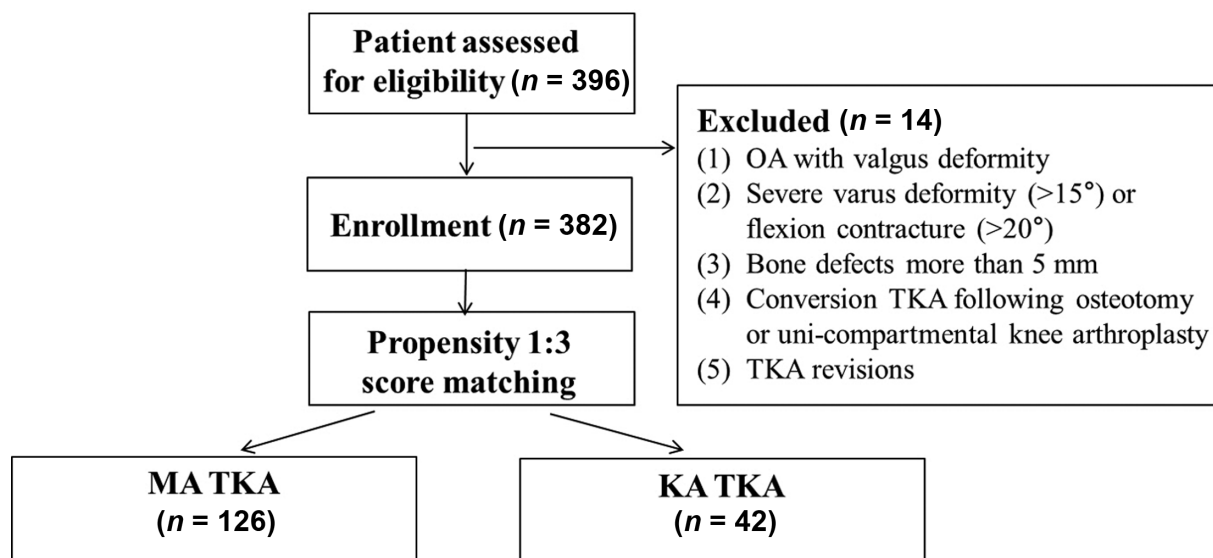 Patient assessed
for eligibility (n = 396)
Excluded (n = 14)
(1) OA with valgus deformity
(2) Severe varus deformity (>15°) or
flexion contracture (>20°)
(3) Bone defects more than 5 mm
(4) Conversion TKA following osteotomy
or uni-compartmental knee arthroplasty
(5) TKA revisions
Enrollment (n = 382)
Propensity 1:3
score matching
MA TKA
(n = 126)
KA TKA
(n = 42)